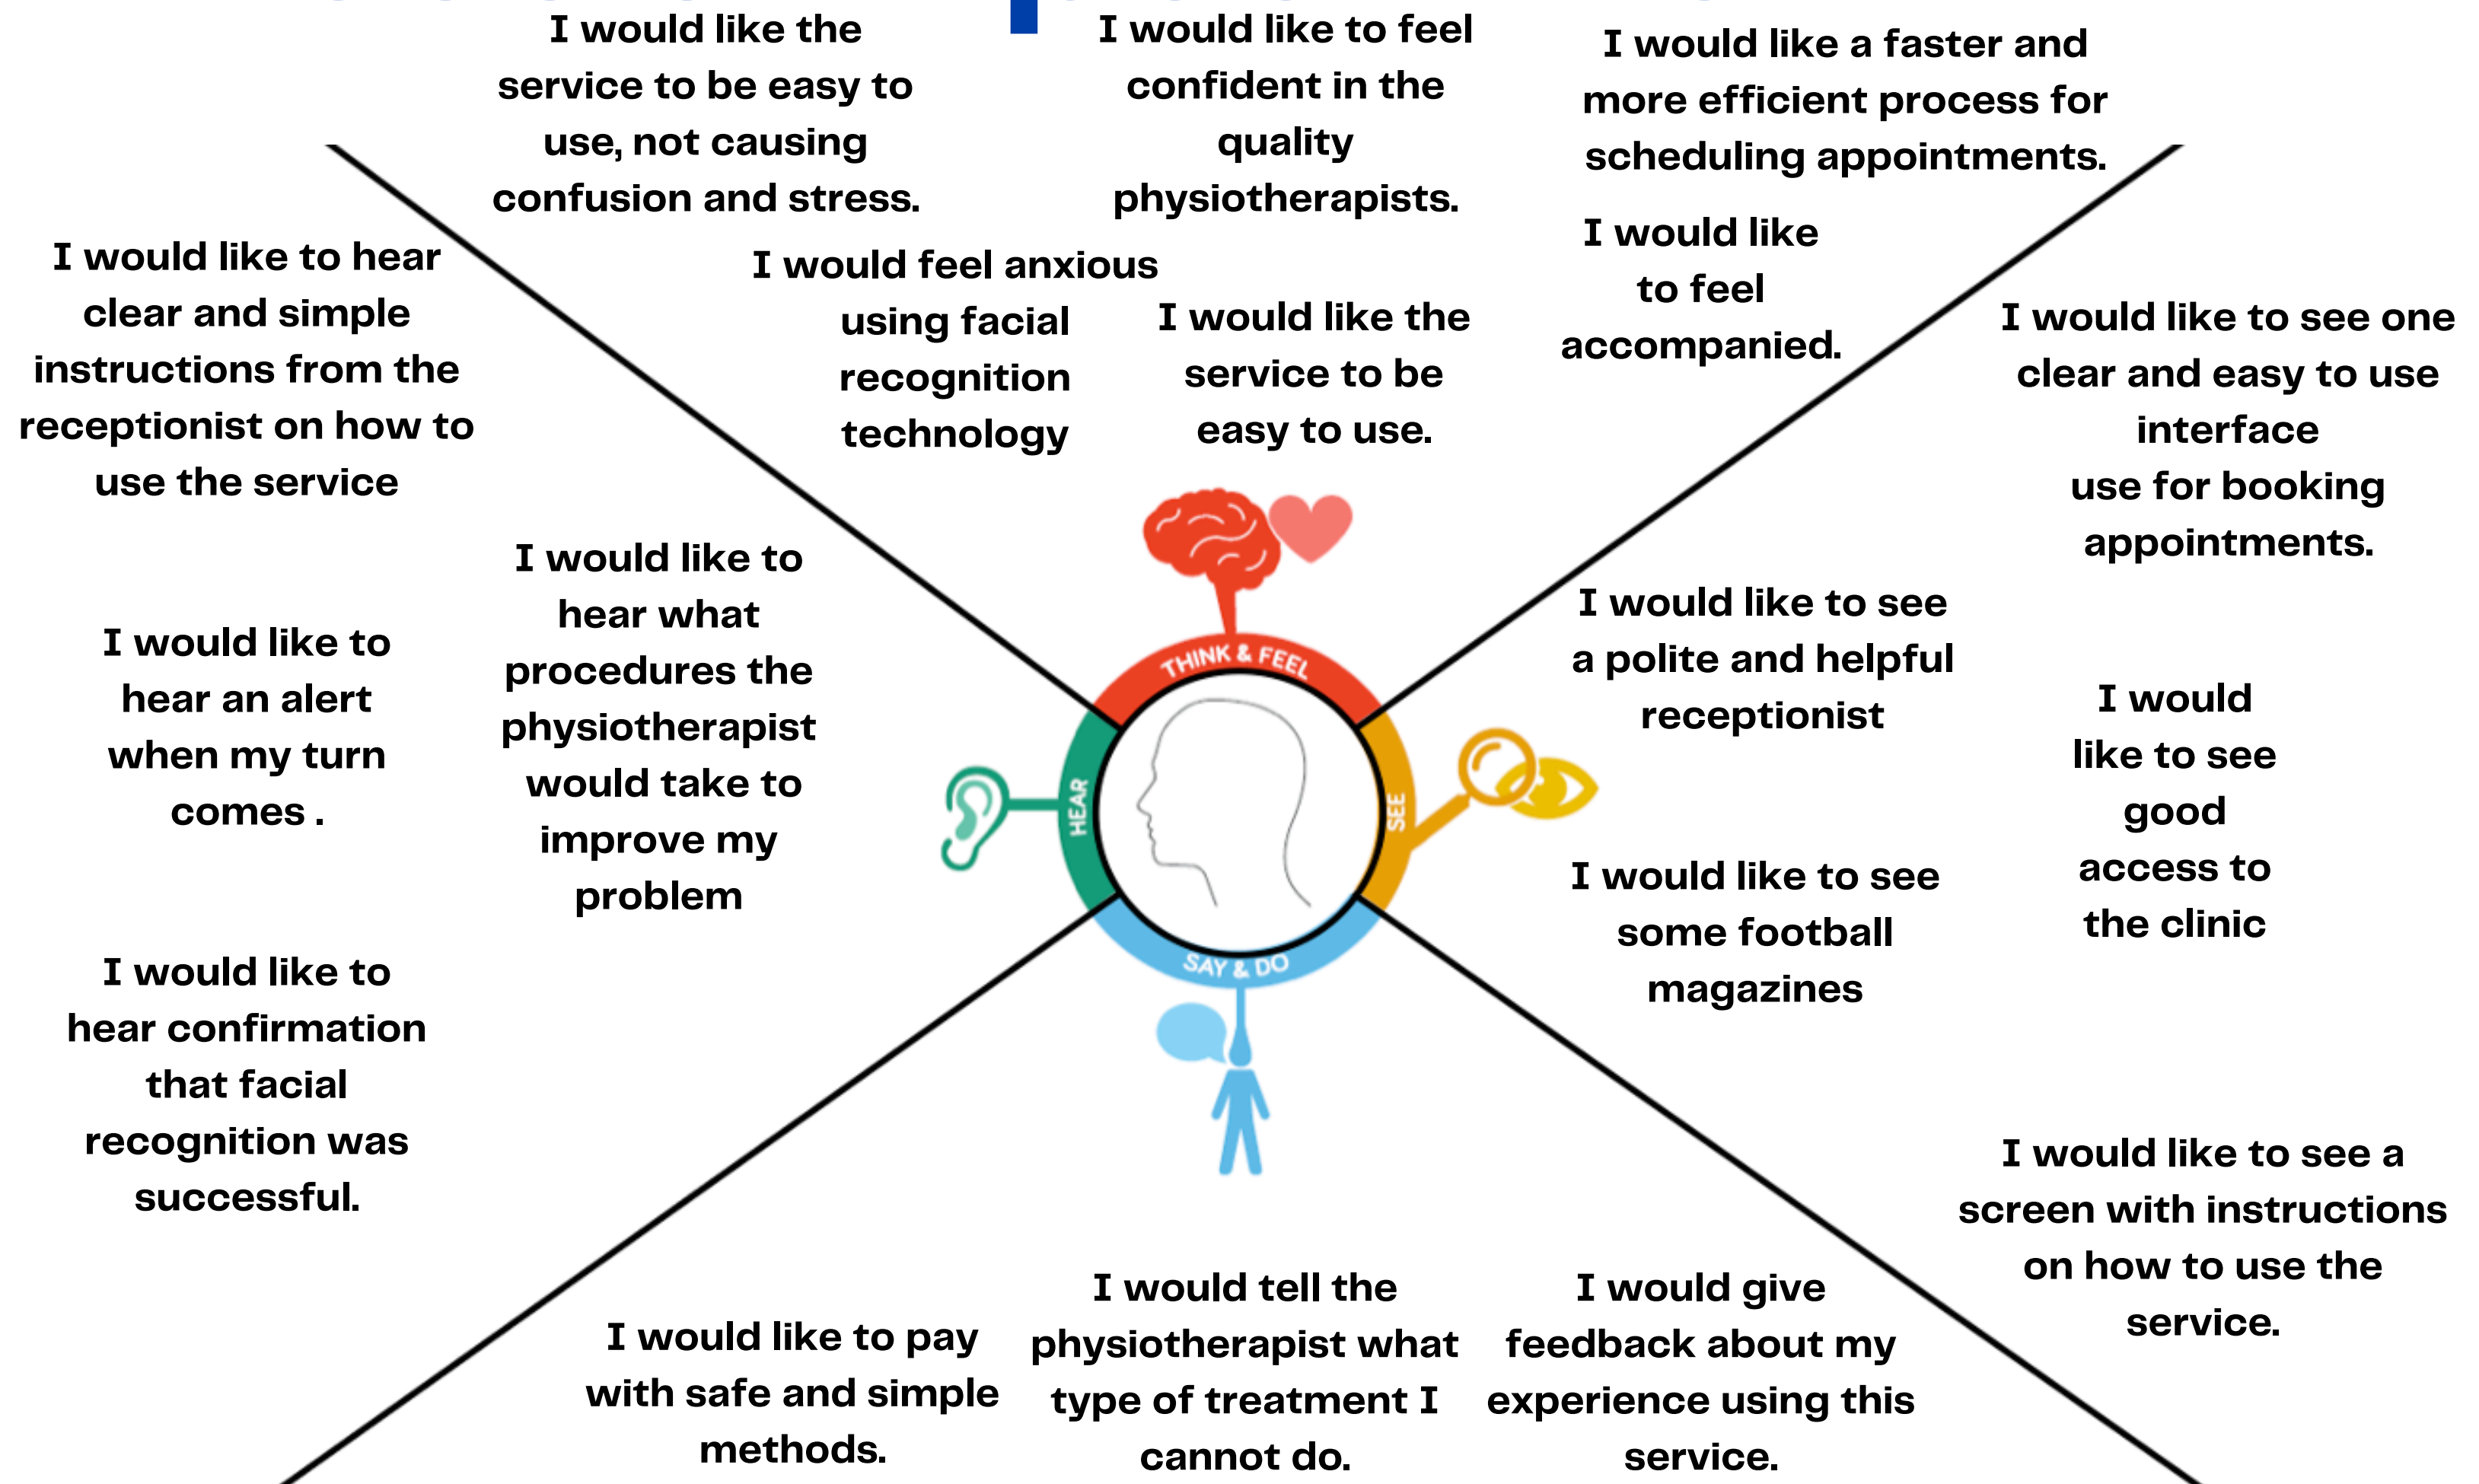 I would like the
service to be easy to
use, not causing
confusion and stress.
I would like to feel
confident in the
quality
physiotherapists.
I would like a faster and
more efficient process for
scheduling appointments.
I would feel anxious
using facial
recognition
technology
I would like the
service to be
easy to use.
I would like
to feel
accompanied.
I would like to hear
clear and simple
instructions from the
receptionist on how to
use the service
I would like to
hear what
procedures the
physiotherapist
would take to
improve my
problem
I would like to
hear an alert
when my turn
comes .
I would like to
hear confirmation
that facial
recognition was
successful.
THINK & FEEL
HEAR
SEE
SAY & DO
I would like to see one
clear and easy to use
interface
use for booking
appointments.
I would like to see
a polite and helpful
receptionist
I would
like to see
good
access to
the clinic
I would like to see
some football
magazines
I would like to see a
screen with instructions
on how to use the
service.
I would like to pay
with safe and simple
methods.
I would tell the
physiotherapist what
type of treatment I
cannot do.
I would give
feedback about my
experience using this
service.